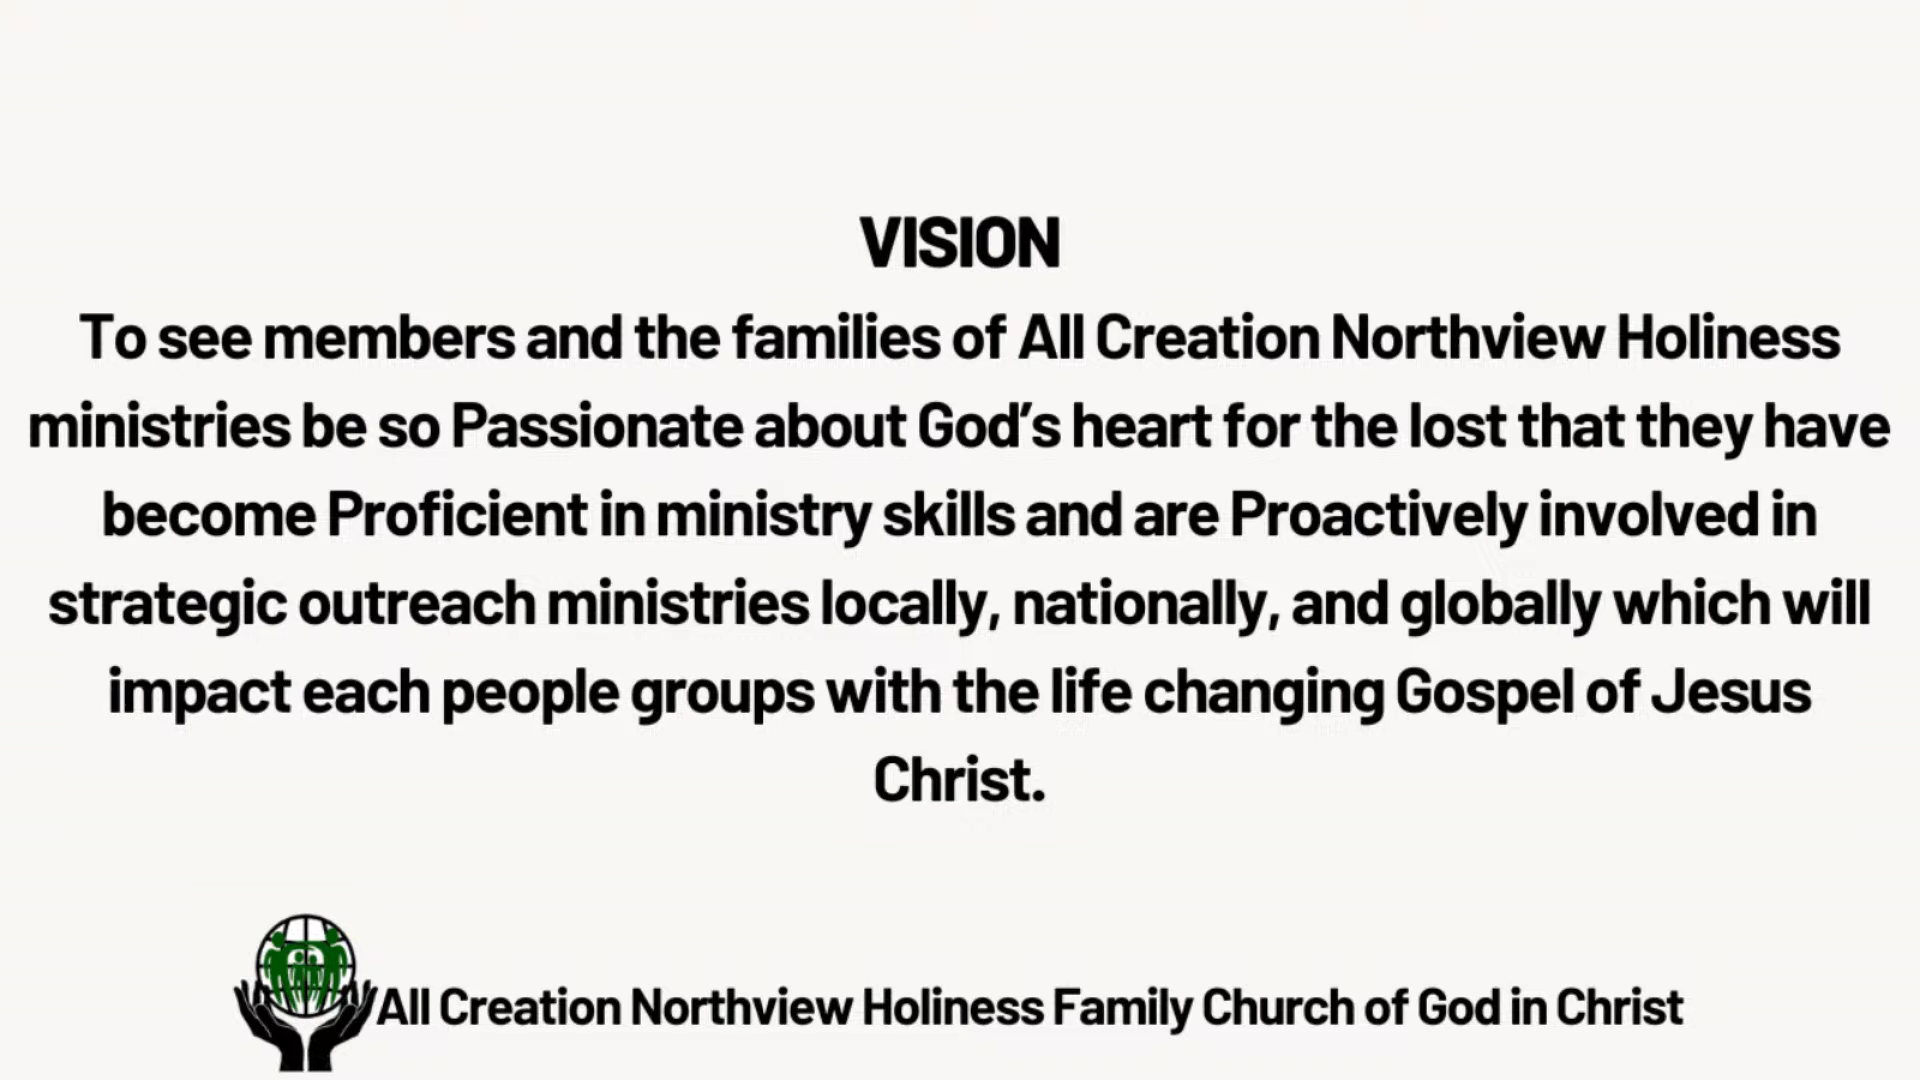 VISION
To see members and the families of All Creation Northview Holiness
ministries be so Passionate about God’s heart for the lost that they have
become Proficient in ministry skills and are Proactively involved in
strategic outreach ministries locally, nationally, and globally which will
impact each people groups with the life changing Gospel of Jesus
Christ.
All Creation Northview Holiness Family Church of God in Christ